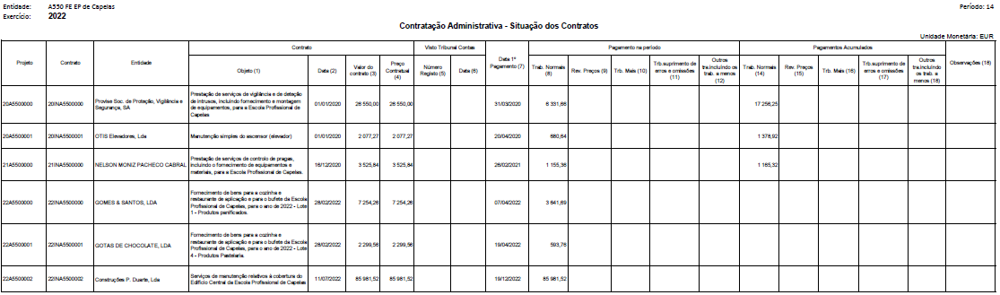 Entidade: A550 FE EP de Capelas Período: 14
Exercício: 2022
Contratação Administrativa - Situação dos Contratos
Unidade Monetária: EUR
Contrato Visto Tribunal Contas Pagamento na período Pagamentos Acumulados
Projeto Contrato Entidade Objeto (1) Data (2) Valor do contrato (3) Preço Contratual (4) Número Registo (5) Data (6) Data 1º Pagamento (7) Trab. Normais (8) Rev. Preços (9) Trb. Mais (10) Trb.suprimento de erros e omissões (11) Outros tra.incluindo os trab. a menos (12) Trab. Normais (14) Rev. Preços (15) Trb. Mais (16) Trb.suprimento de erros e omissões (17) Outros tra.incluindo os trab. a menos (18) Observações (18)
20A5500000 20INA5500000 Provise Soc. de Proteção, Vigilância e Segurança, SA Prestação de serviços de vigilância e de deteção de intrusos, incluindo fornecimento e montagem de equipamentos, para a Escola Profissional de Capelas 01/01/2020 26 550,00 26 550,00 31/03/2020 6 331,66 17 256,25
20A5500001 20INA5500001 OTIS Elevadores, Lda Manutenção simples do ascensor (elevador) 01/01/2020 2 077,27 2 077,27 20/04/2020 680,64 1 378,92
21A5500000 21INA5500000 NELSON MONIZ PACHECO CABRAL Prestação de serviços de controlo de pragas, incluindo o fornecimento de equipamentos e materiais, para a Escola Profissional de Capelas. 16/12/2020 3 525,84 3 525,84 26/02/2021 1 155,36 1 165,32
22A5500000 22INA5500000 GOMES & SANTOS, LDA Fornecimento de bens para a cozinha e restaurante de aplicação e para o bufete da Escola Profissional de Capelas, para o ano de 2022 - Lote 1 - Produtos panificados. 28/02/2022 7 254,26 7 254,26 07/04/2022 3 641,69
22A5500001 22INA5500001 GOTAS DE CHOCOLATE, LDA Fornecimento de bens para a cozinha e restaurante de aplicação e para o bufete da Escola Profissional de Capelas, para o ano de 2022 - Lote 4 - Produtos Pastelaria. 28/02/2022 2 299,56 2 299,56 19/04/2022 593,76
22A5500002 22INA5500002 Construções P. Duarte, Lda Serviços de manutenção relativos à cobertura do Edifício Central da Escola Profissional de Capelas 11/07/2022 85 981,52 85 981,52 19/12/2022 85 981,52